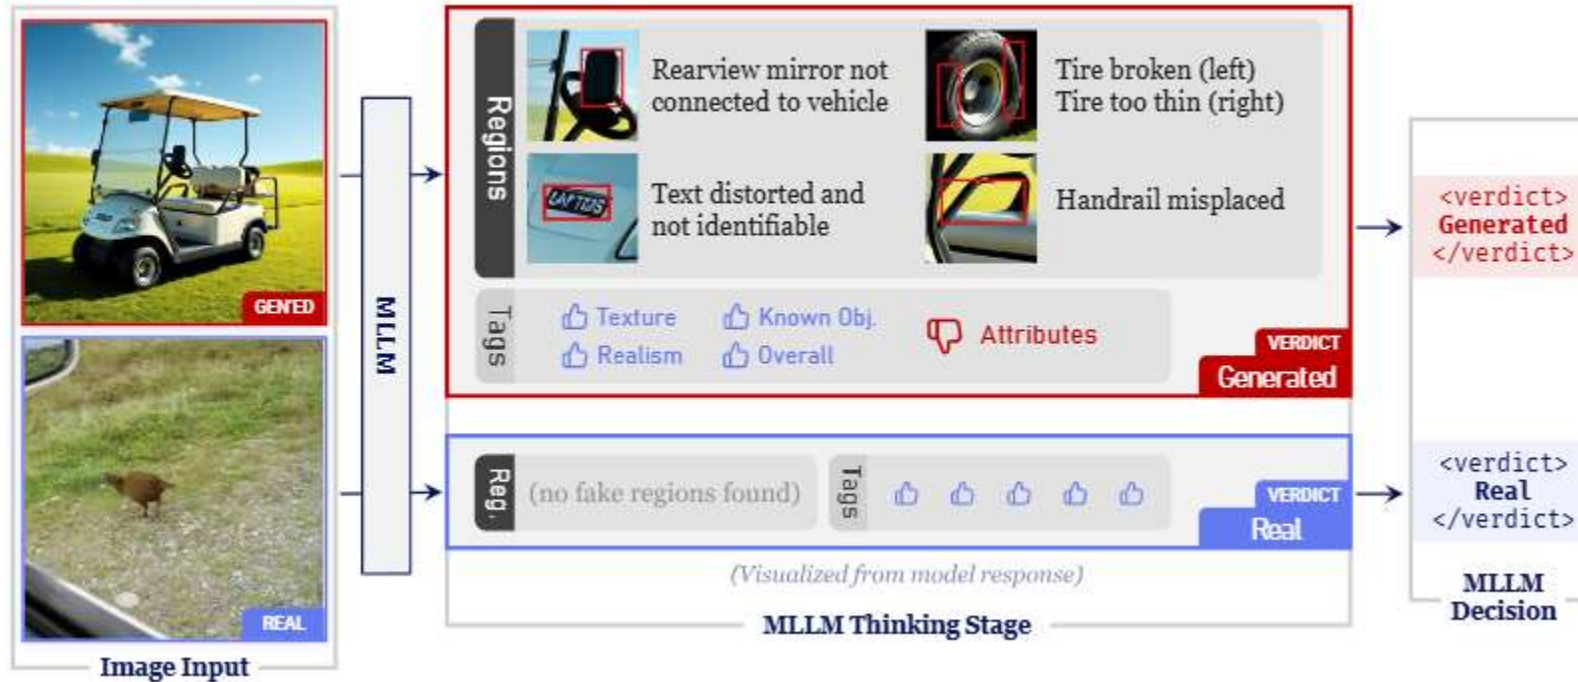 GEN'ED
REAL
Image Input
MLLM
Regions
Rearview mirror not
connected to vehicle
Tire broken (left)
Tire too thin (right)
Text distorted and
not identifiable
Handrail misplaced
Tags
Texture
Known Obj.
Realism
Overall
Attributes
VERDICT
Generated
Reg.
(no fake regions found)
Tags
VERDICT
Real
(Visualized from model response)
MLLM Thinking Stage
<verdict>
Generated
</verdict>
<verdict>
Real
</verdict>
MLLM
Decision